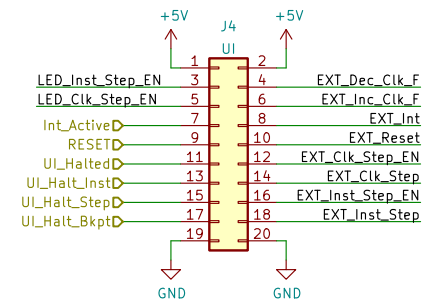 +5V +5V
J4
UI
1 2
LED_Inst_Step_EN 3 4 EXT_Dec_Clk_F
LED_Clk_Step_EN 5 6 EXT_Inc_Clk_F
Int_Active 7 8 EXT_Int
RESET 9 10 EXT_Reset
UI_Halted 11 12 EXT_Clk_Step_EN
UI_Halt_Inst 13 14 EXT_Clk_Step
UI_Halt_Step 15 16 EXT_Inst_Step_EN
UI_Halt_Bkpt 17 18 EXT_Inst_Step
19 20
GND GND